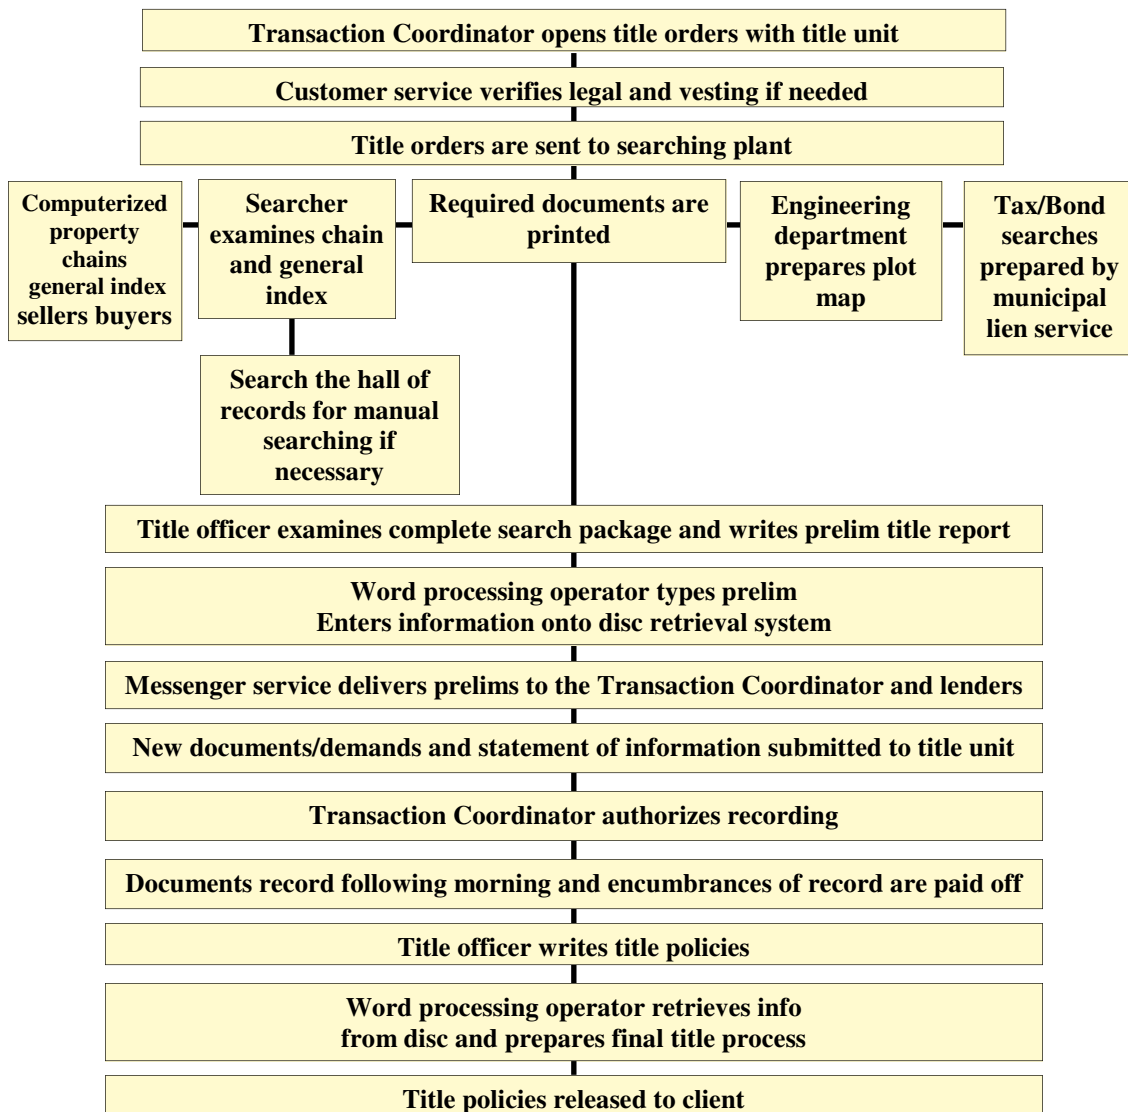 Transaction Coordinator opens title orders with title unit
Customer service verifies legal and vesting if needed
Title orders are sent to searching plant
Computerized
property
chains
general index
sellers buyers
Searcher
examines chain
and general
index
Required documents are
printed
Engineering
department
prepares plot
map
Tax/Bond
searches
prepared by
municipal
lien service
Search the hall of
records for manual
searching if
necessary
Title officer examines complete search package and writes prelim title report
Word processing operator types prelim
Enters information onto disc retrieval system
Messenger service delivers prelims to the Transaction Coordinator and lenders
New documents/demands and statement of information submitted to title unit
Transaction Coordinator authorizes recording
Documents record following morning and encumbrances of record are paid off
Title officer writes title policies
Word processing operator retrieves info
from disc and prepares final title process
Title policies released to client